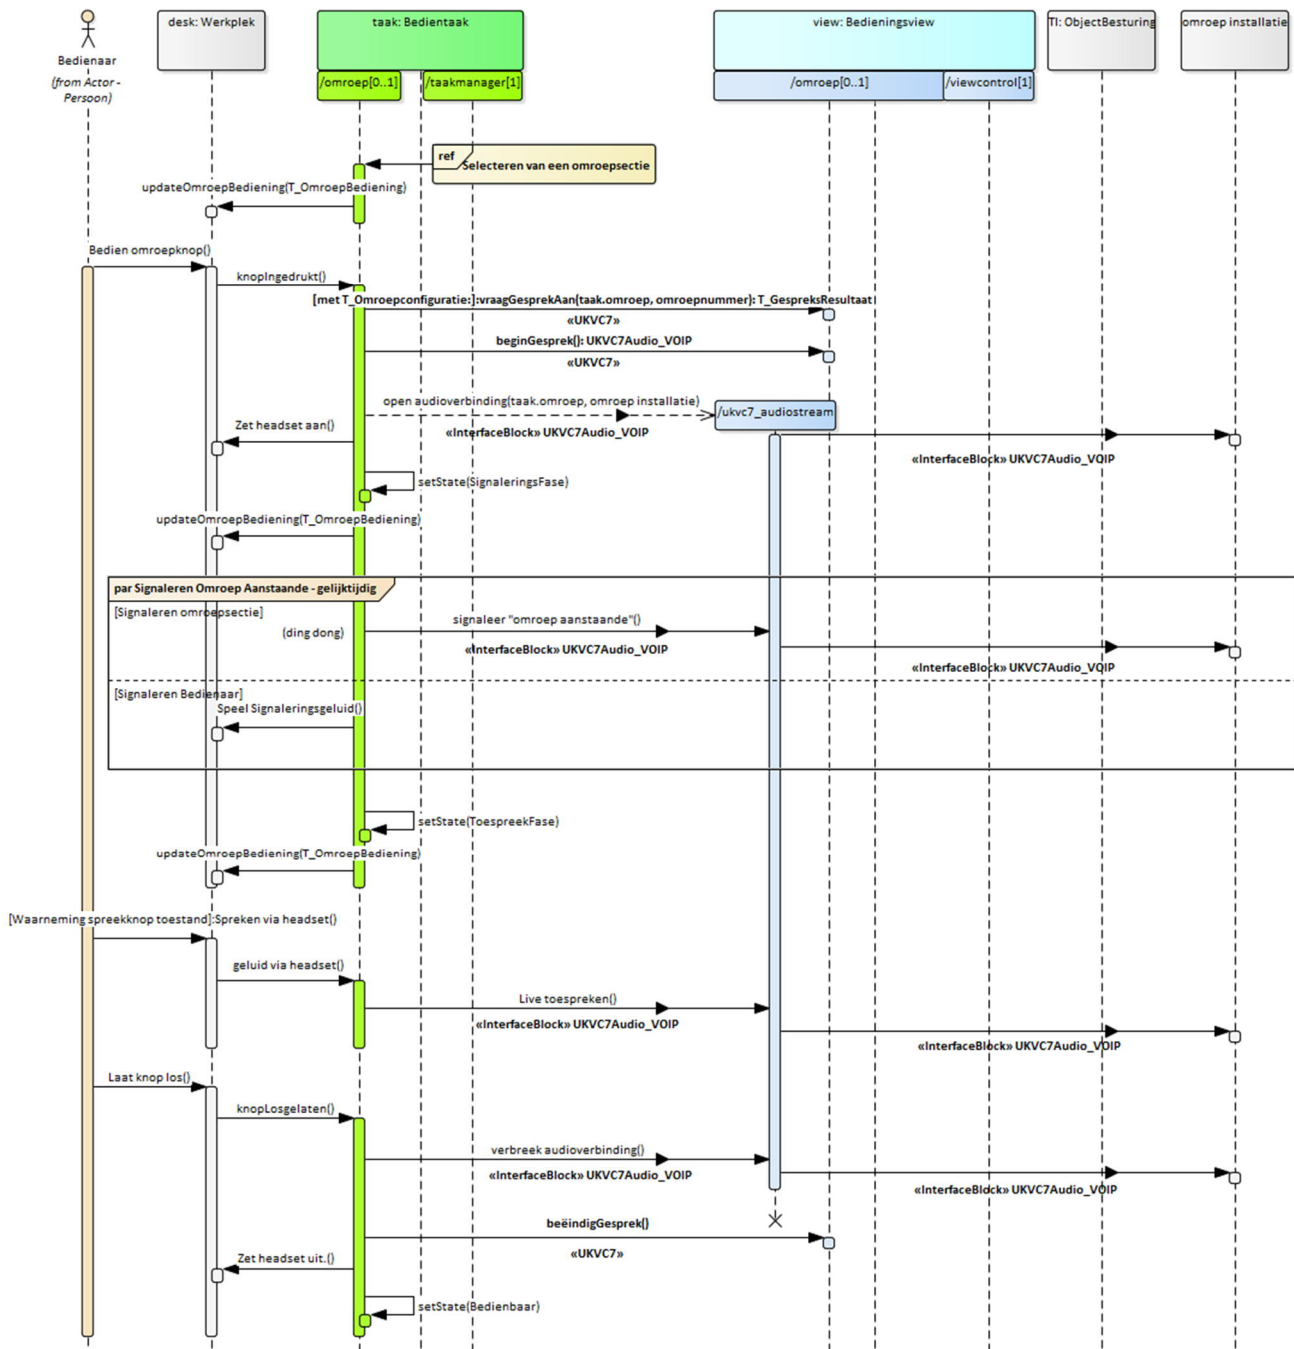 desk: Werkplek
taak: Bedientaak
view: Bedieningsview
TI: ObjectBesturing
omroep installatie
Bedienaar
(from Actor -
Persoon)
/omroep[0..1]
/taakmanager[1]
/omroep[0..1]
/viewcontrol[1]
ref
Selecteren van een omroepsectie
updateOmroepBediening(T_OmroepBediening)
Bedien omroepknop()
knopIngedrukt()
[met T_Omroepconfiguratie:]:vraagGesprekAan(taak.omroep, omroepnummer): T_GespreksResultaat
«UKVC7»
beginGesprek(): UKVC7Audio_VOIP
«UKVC7»
open audioverbinding(taak.omroep, omroep installatie)
/ukvc7_audiostream
Zet headset aan()
«InterfaceBlock» UKVC7Audio_VOIP
«InterfaceBlock» UKVC7Audio_VOIP
setState(SignaleringsFase)
updateOmroepBediening(T_OmroepBediening)
par Signaleren Omroep Aanstaande - gelijktijdig
[Signaleren omroepsectie]
signaleer "omroep aanstaande"()
(ding dong)
«InterfaceBlock» UKVC7Audio_VOIP
«InterfaceBlock» UKVC7Audio_VOIP
[Signaleren Bedienaar]
Speel Signaleringsgeluid()
setState(ToespreekFase)
updateOmroepBediening(T_OmroepBediening)
[Waarneming spreekknop toestand]:Spreken via headset()
geluid via headset()
Live toespreken()
«InterfaceBlock» UKVC7Audio_VOIP
«InterfaceBlock» UKVC7Audio_VOIP
Laat knop los()
knopLosgelaten()
verbreek audioverbinding()
«InterfaceBlock» UKVC7Audio_VOIP
«InterfaceBlock» UKVC7Audio_VOIP
beëindigGesprek()
«UKVC7»
Zet headset uit.()
setState(Bedienbaar)